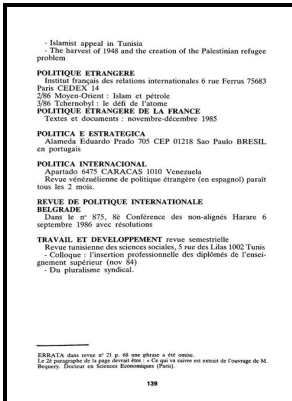 - Islamist appeal in Tunisia
- The harvest of 1948 and the creation of the Palestinian refugee
problem
POLITIQUE ETRANGERE
Institut français des relations internationales 6 rue Ferrus 75683
Paris CEDEX 14
2/86 Moyen-Orient : Islam et pétrole
3/86 Tchernobyl : le défi de l'atome
POLITIQUE ÉTRANGERE DE LA FRANCE
Textes et documents : novembre-décembre 1985
POLITICA E ESTRATEGICA
Alameda Eduardo Prado 705 CEP 01218 Sao Paulo BRESIL
en portugais
POLITICA INTERNACIONAL
Apartado 6475 CARACAS 1010 Venezuela
Revue vénézuélienne de politique étrangère (en espagnol) paraît
tous les 2 mois.
REVUE DE POLITIQUE INTERNATIONALE
BELGRADE
Dans le n° 875, 8è Conférence des non-alignés Harare 6
septembre 1986 avec résolutions
TRAVAIL ET DEVELOPPEMENT revue semestrielle
Revue tunisienne des sciences sociales, 5 rue des Lilas 1002 Tunis
- Colloque : l'insertion professionnelle des diplômés de l'ensei-
gnement supérieur (nov 84)
- Du pluralisme syndical.
ERRATA dans revue n° 21 p. 66 une phrase a été omise.
Le 2è paragraphe de la page devrait être : « Ce qui va suivre est extrait de l'ouvrage de M.
Bequery. Docteur en Sciences Economiques (Paris).
139